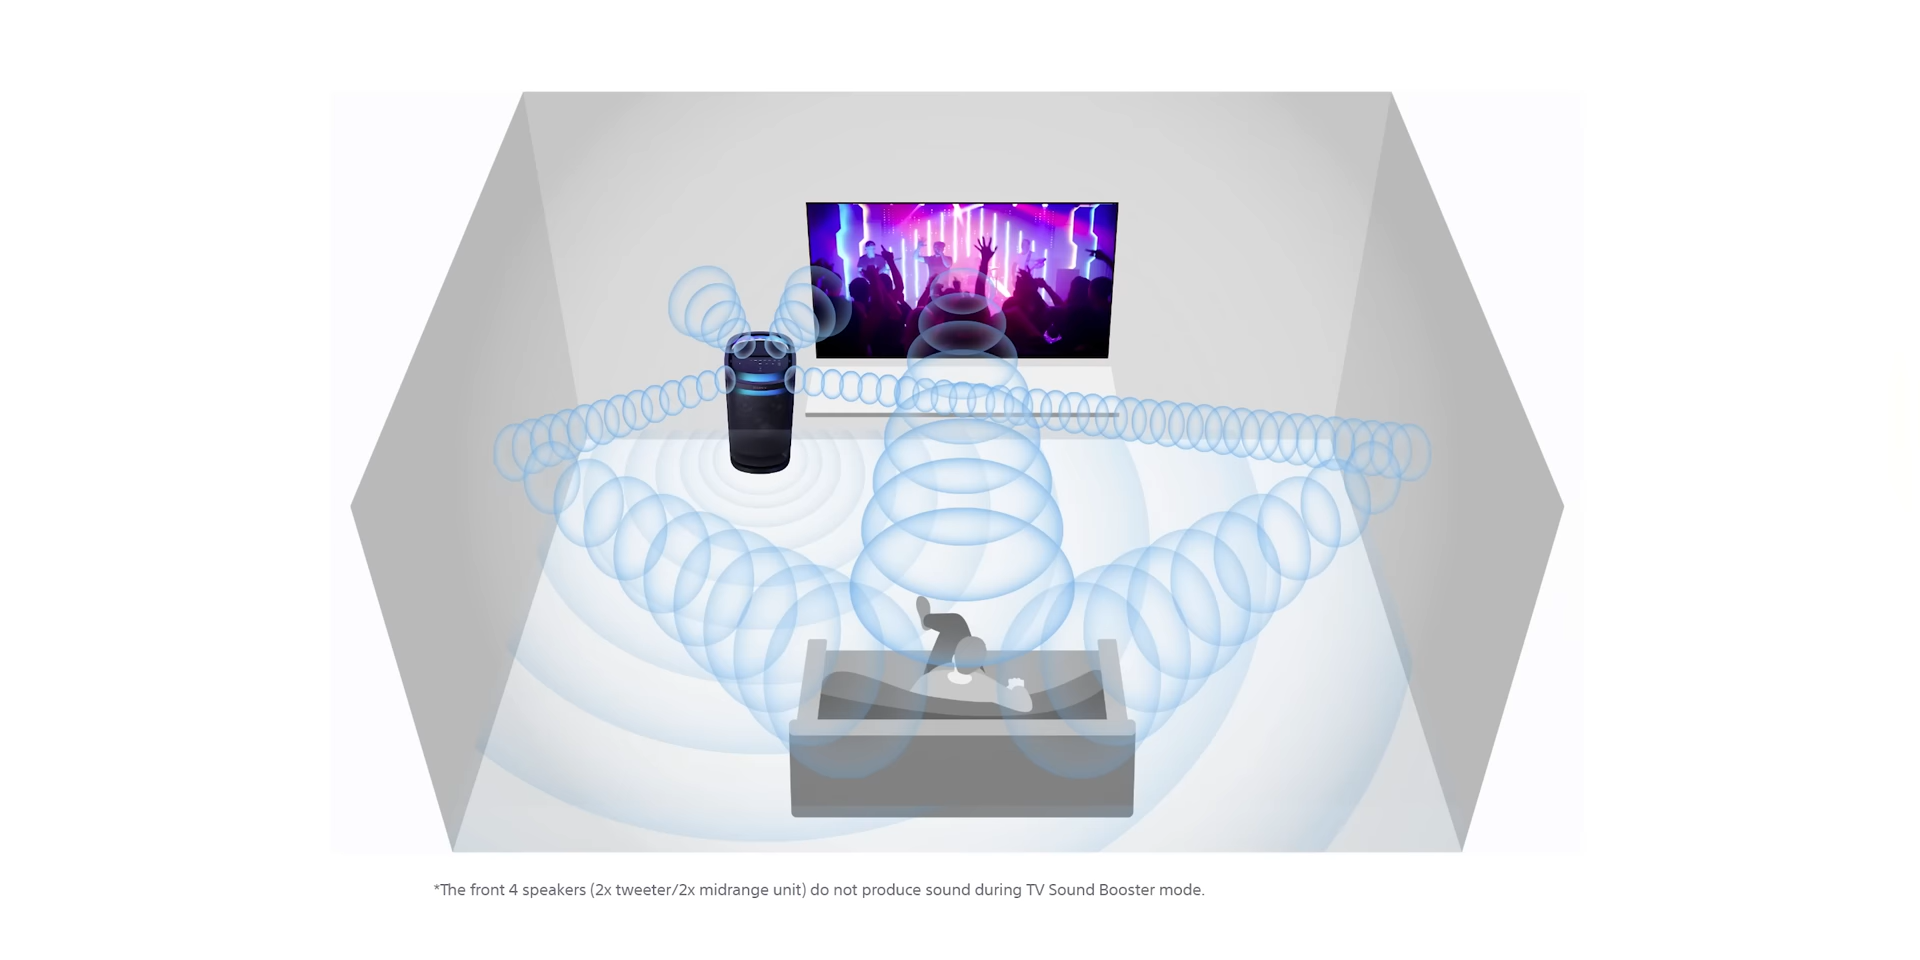 *The front 4 speakers (2x tweeter/2x midrange unit) do not produce sound during TV Sound Booster mode.